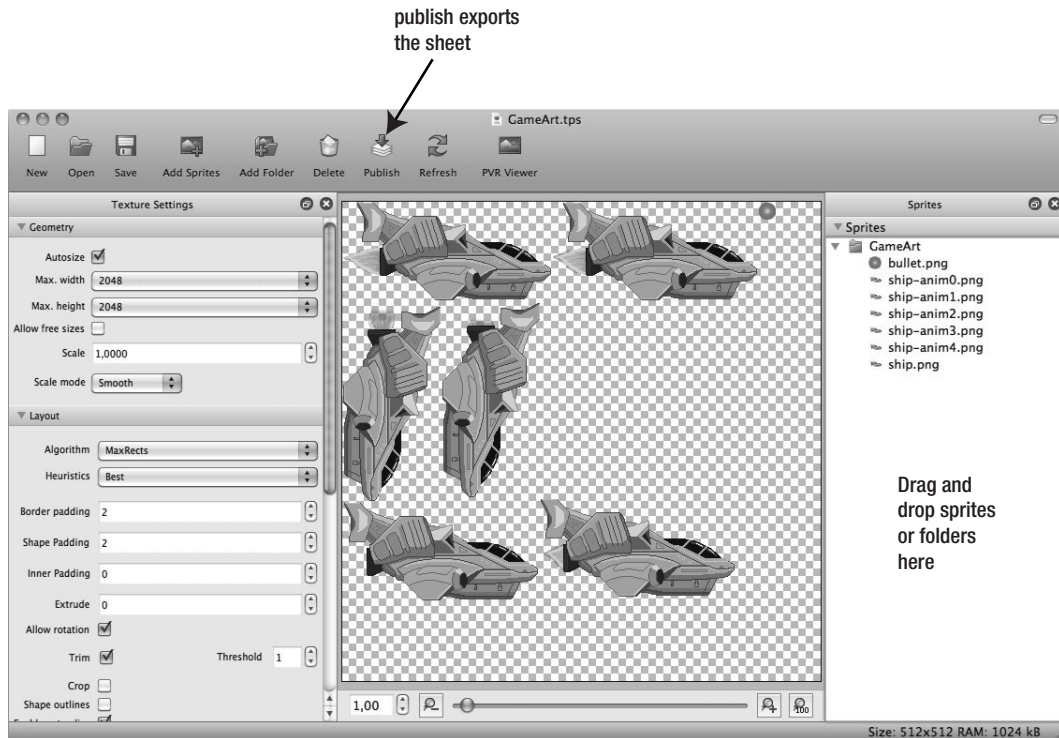 publish exports
the sheet
GameArt.tps
New Open Save Add Sprites Add Folder Delete Publish Refresh PVR Viewer
Texture Settings
Geometry
Autosize
Max. width 2048
Max. height 2048
Allow free sizes
Scale 1,0000
Scale mode Smooth
Layout
Algorithm MaxRects
Heuristics Best
Border padding 2
Shape Padding 2
Inner Padding 0
Extrude 0
Allow rotation
Trim Threshold 1
Crop
Shape outlines
1,00
100
Sprites
Sprites
GameArt
bullet.png
ship-anim0.png
ship-anim1.png
ship-anim2.png
ship-anim3.png
ship-anim4.png
ship.png
Drag and
drop sprites
or folders
here
Size: 512x512 RAM: 1024 kB